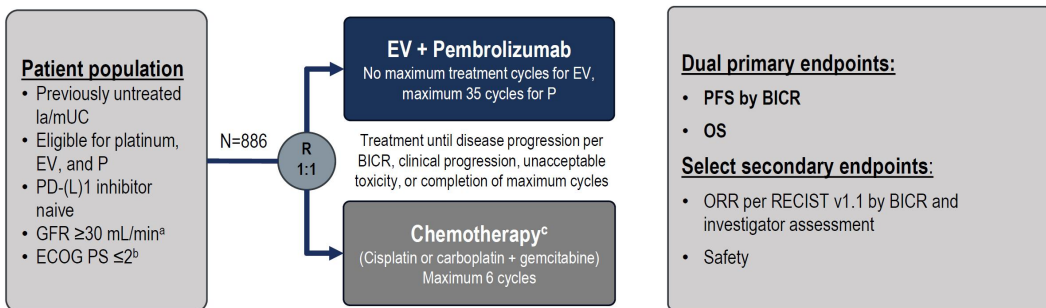 Patient population
• Previously untreated
la/mUC
• Eligible for platinum,
EV, and P
• PD-(L)1 inhibitor
naive
• GFR ≥30 mL/minᵃ
• ECOG PS ≤2ᵇ
N=886
R
1:1
EV + Pembrolizumab
No maximum treatment cycles for EV,
maximum 35 cycles for P
Treatment until disease progression per
BICR, clinical progression, unacceptable
toxicity, or completion of maximum cycles
Chemotherapyᶜ
(Cisplatin or carboplatin + gemcitabine)
Maximum 6 cycles
Dual primary endpoints:
• PFS by BICR
• OS
Select secondary endpoints:
• ORR per RECIST v1.1 by BICR and
investigator assessment
• Safety